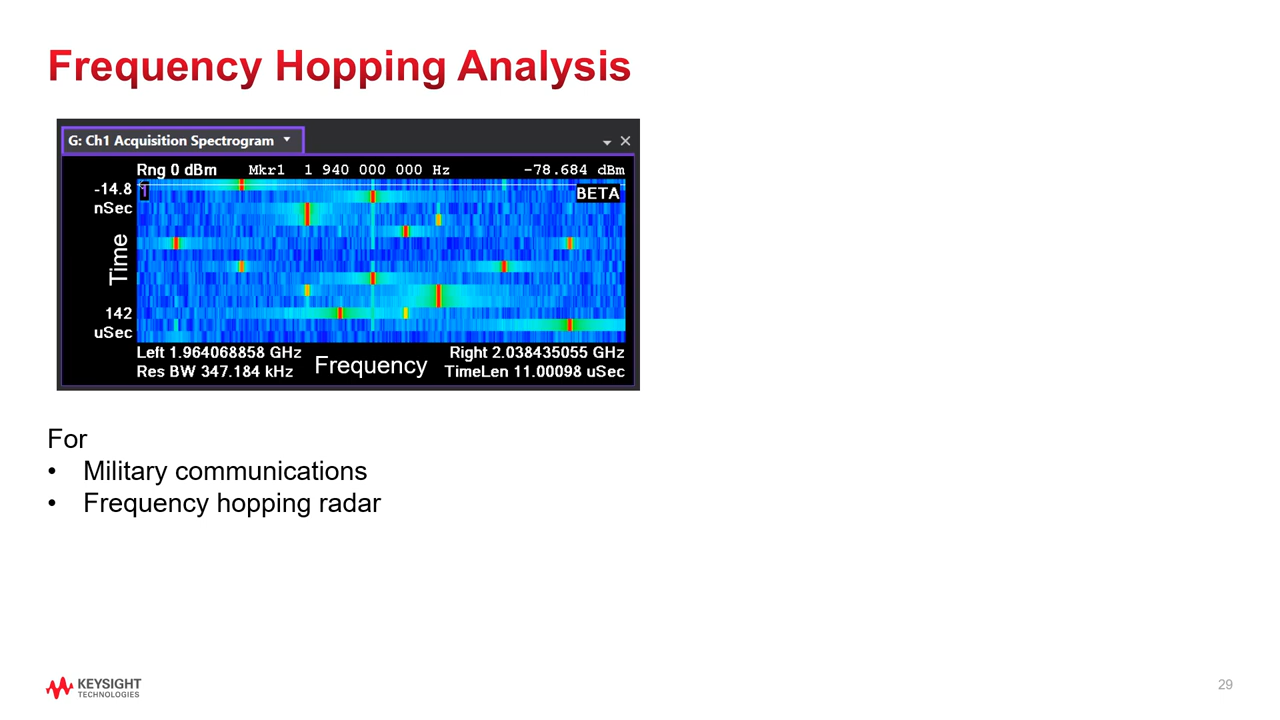 Frequency Hopping Analysis
G: Ch1 Acquisition Spectrogram
Rng 0 dBm Mkr1 1 940 000 000 Hz -78.684 dBm
-14.8
nSec
1
BETA
Time
142
uSec
Left 1.964068858 GHz Frequency Right 2.038435055 GHz
Res BW 347.184 kHz TimeLen 11.00098 uSec
For
• Military communications
• Frequency hopping radar
KEYSIGHT
TECHNOLOGIES
29